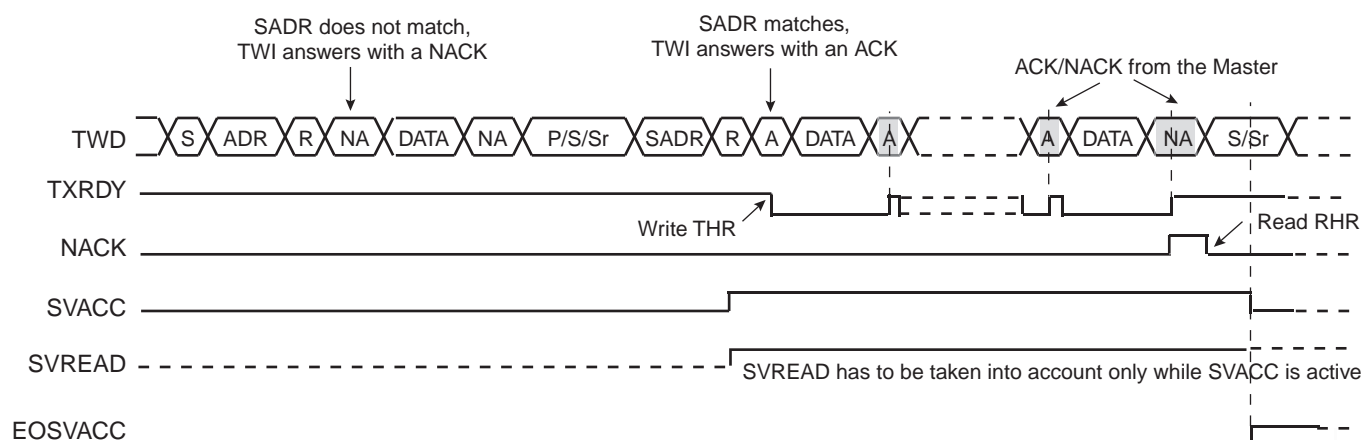 SADR does not match,
TWI answers with a NACK
SADR matches,
TWI answers with an ACK
ACK/NACK from the Master
TWD S ADR R NA DATA NA P/S/Sr SADR R A DATA A A DATA NA S/Sr
TXRDY
Write THR
Read RHR
NACK
SVACC
SVREAD
SVREAD has to be taken into account only while SVACC is active
EOSVACC